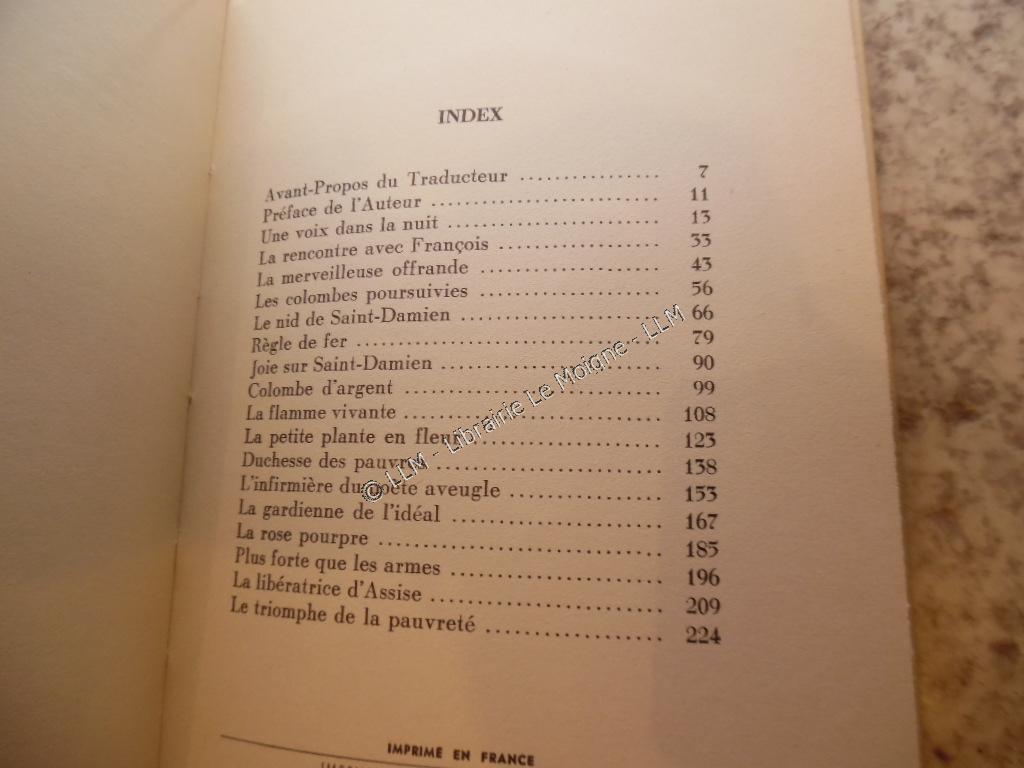 INDEX
Avant-Propos du Traducteur ................ 7
Préface de l'Auteur .......................... 11
Une voix dans la nuit ........................ 13
La rencontre avec François .................. 33
La merveilleuse offrande .................... 43
Les colombes poursuivies .................... 56
Le nid de Saint-Damien ...................... 66
Règle de fer .................................. 79
Joie sur Saint-Damien ........................ 90
Colombe d'argent ............................ 99
La flamme vivante ............................ 108
La petite plante en fleur .................... 123
Duchesse des pauvres ........................ 138
L'infirmière du poète aveugle ................ 153
La gardienne de l'idéal ...................... 167
La rose pourpre .............................. 185
Plus forte que les armes ...................... 196
La libératrice d'Assise ........................ 209
Le triomphe de la pauvreté .................. 224
© LLM - Librairie Le Moigne - LLM
IMPRIME EN FRANCE